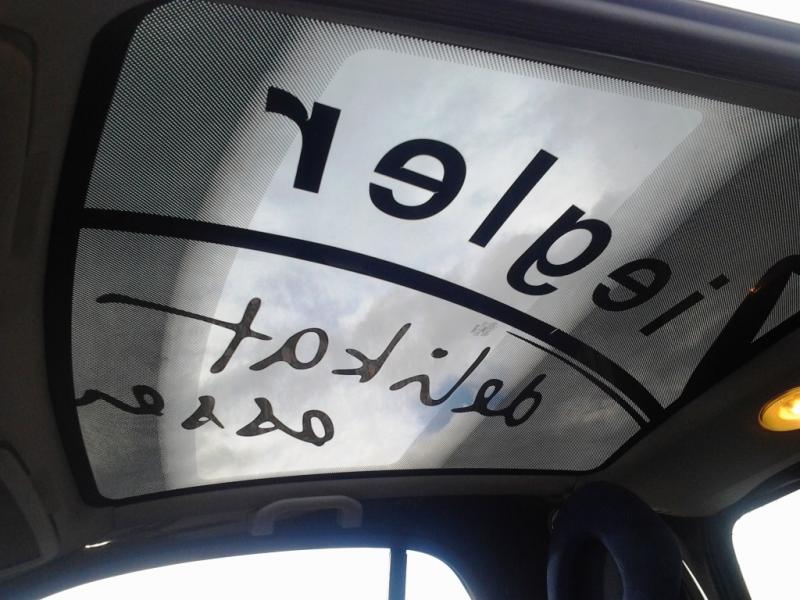 Ziegler
delikat
essen